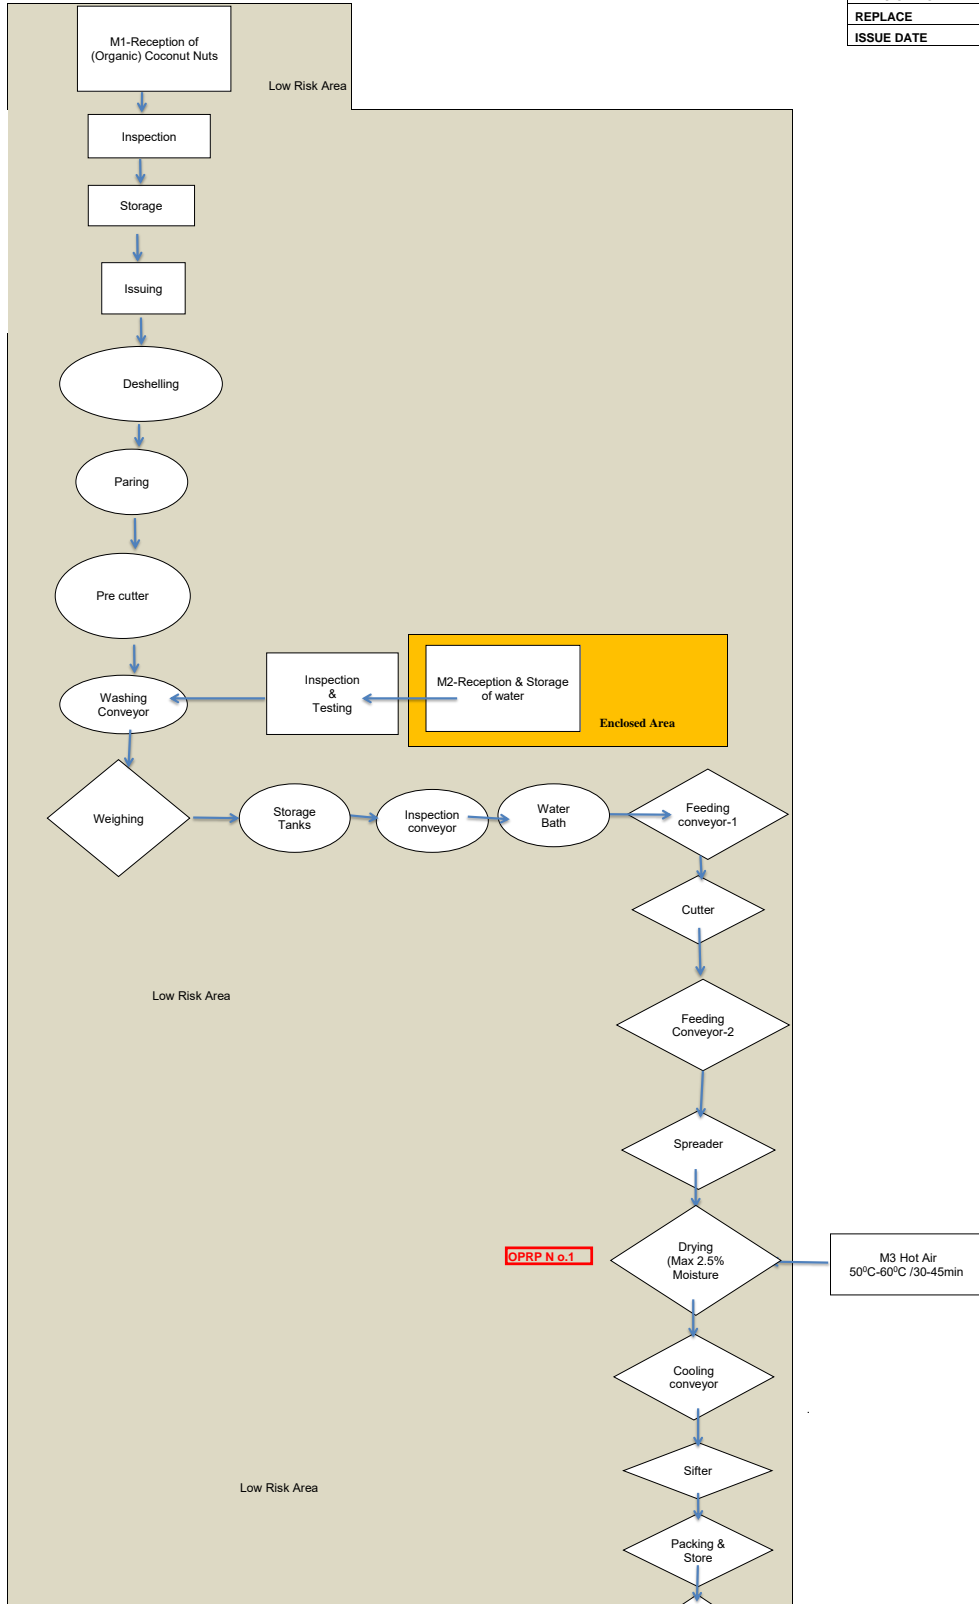 REPLACE
ISSUE DATE
M1-Reception of
(Organic) Coconut Nuts
Low Risk Area
Inspection
Storage
Issuing
Deshelling
Paring
Pre cutter
Washing
Conveyor
Inspection
&
Testing
M2-Reception & Storage
of water
Enclosed Area
Weighing
Storage
Tanks
Inspection
conveyor
Water
Bath
Feeding
conveyor-1
Cutter
Low Risk Area
Feeding
Conveyor-2
Spreader
OPRP N o.1
Drying
(Max 2.5%
Moisture
M3 Hot Air
50⁰C-60⁰C /30-45min
Cooling
conveyor
.
Sifter
Low Risk Area
Packing &
Store